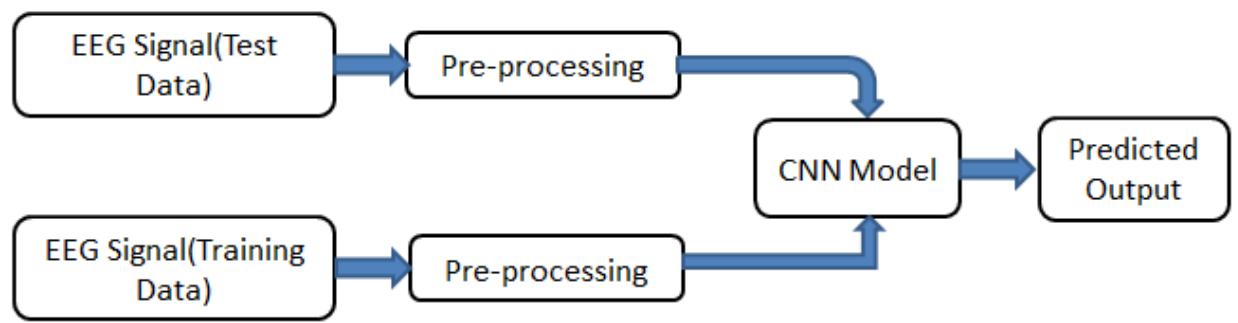 EEG Signal(Test
Data)
Pre-processing
CNN Model
Predicted
Output
EEG Signal(Training
Data)
Pre-processing